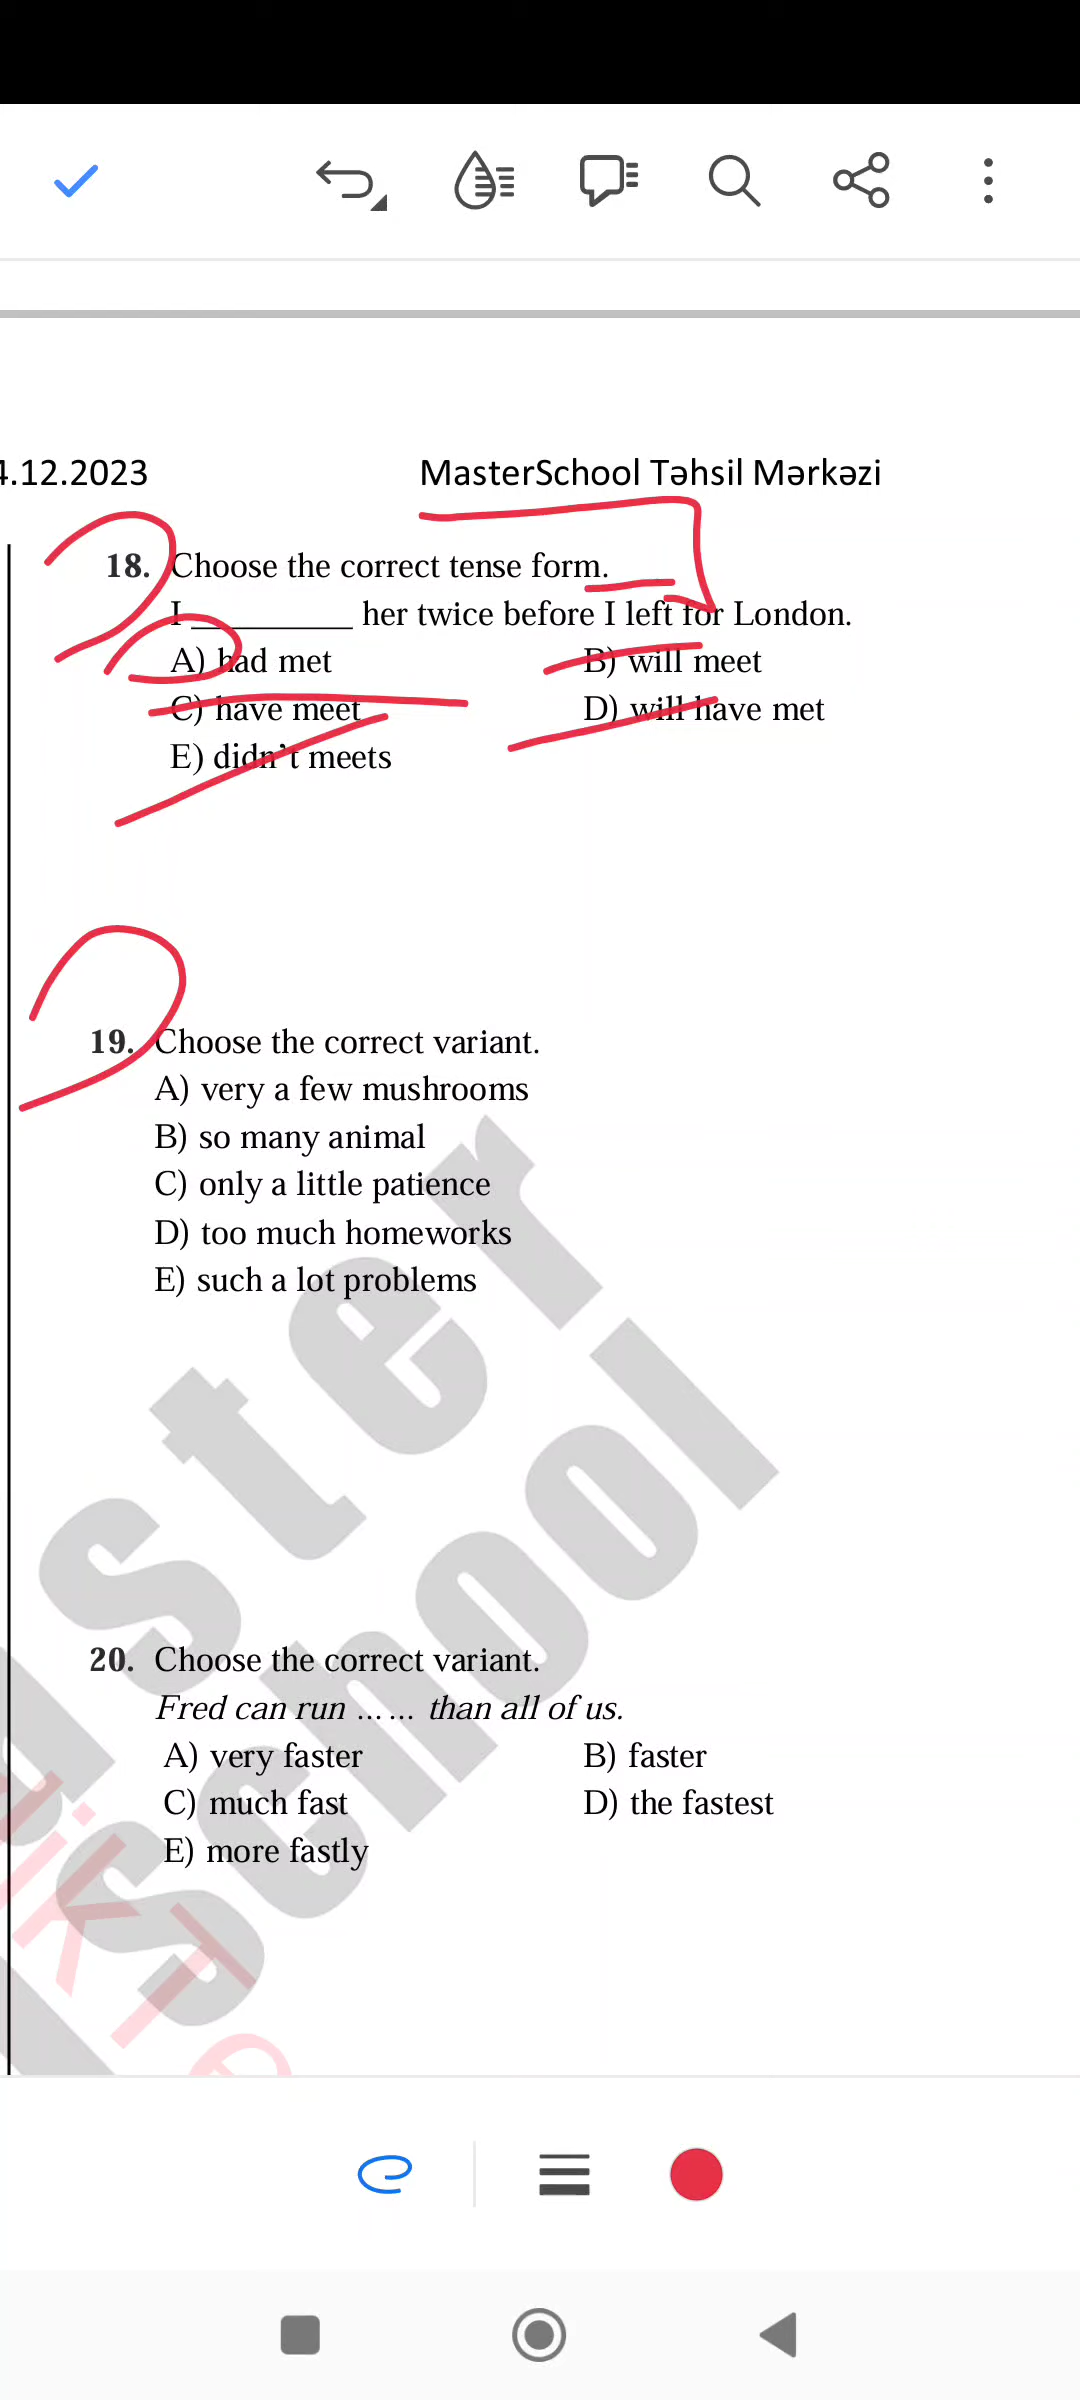 4.12.2023 MasterSchool Təhsil Mərkəzi
18. Choose the correct tense form.
I__________ her twice before I left for London.
A) had met B) will meet
C) have meet D) will have met
E) didn't meets
19. Choose the correct variant.
A) very a few mushrooms
B) so many animal
C) only a little patience
D) too much homeworks
E) such a lot problems
20. Choose the correct variant.
Fred can run ...... than all of us.
A) very faster B) faster
C) much fast D) the fastest
E) more fastly
ster
School